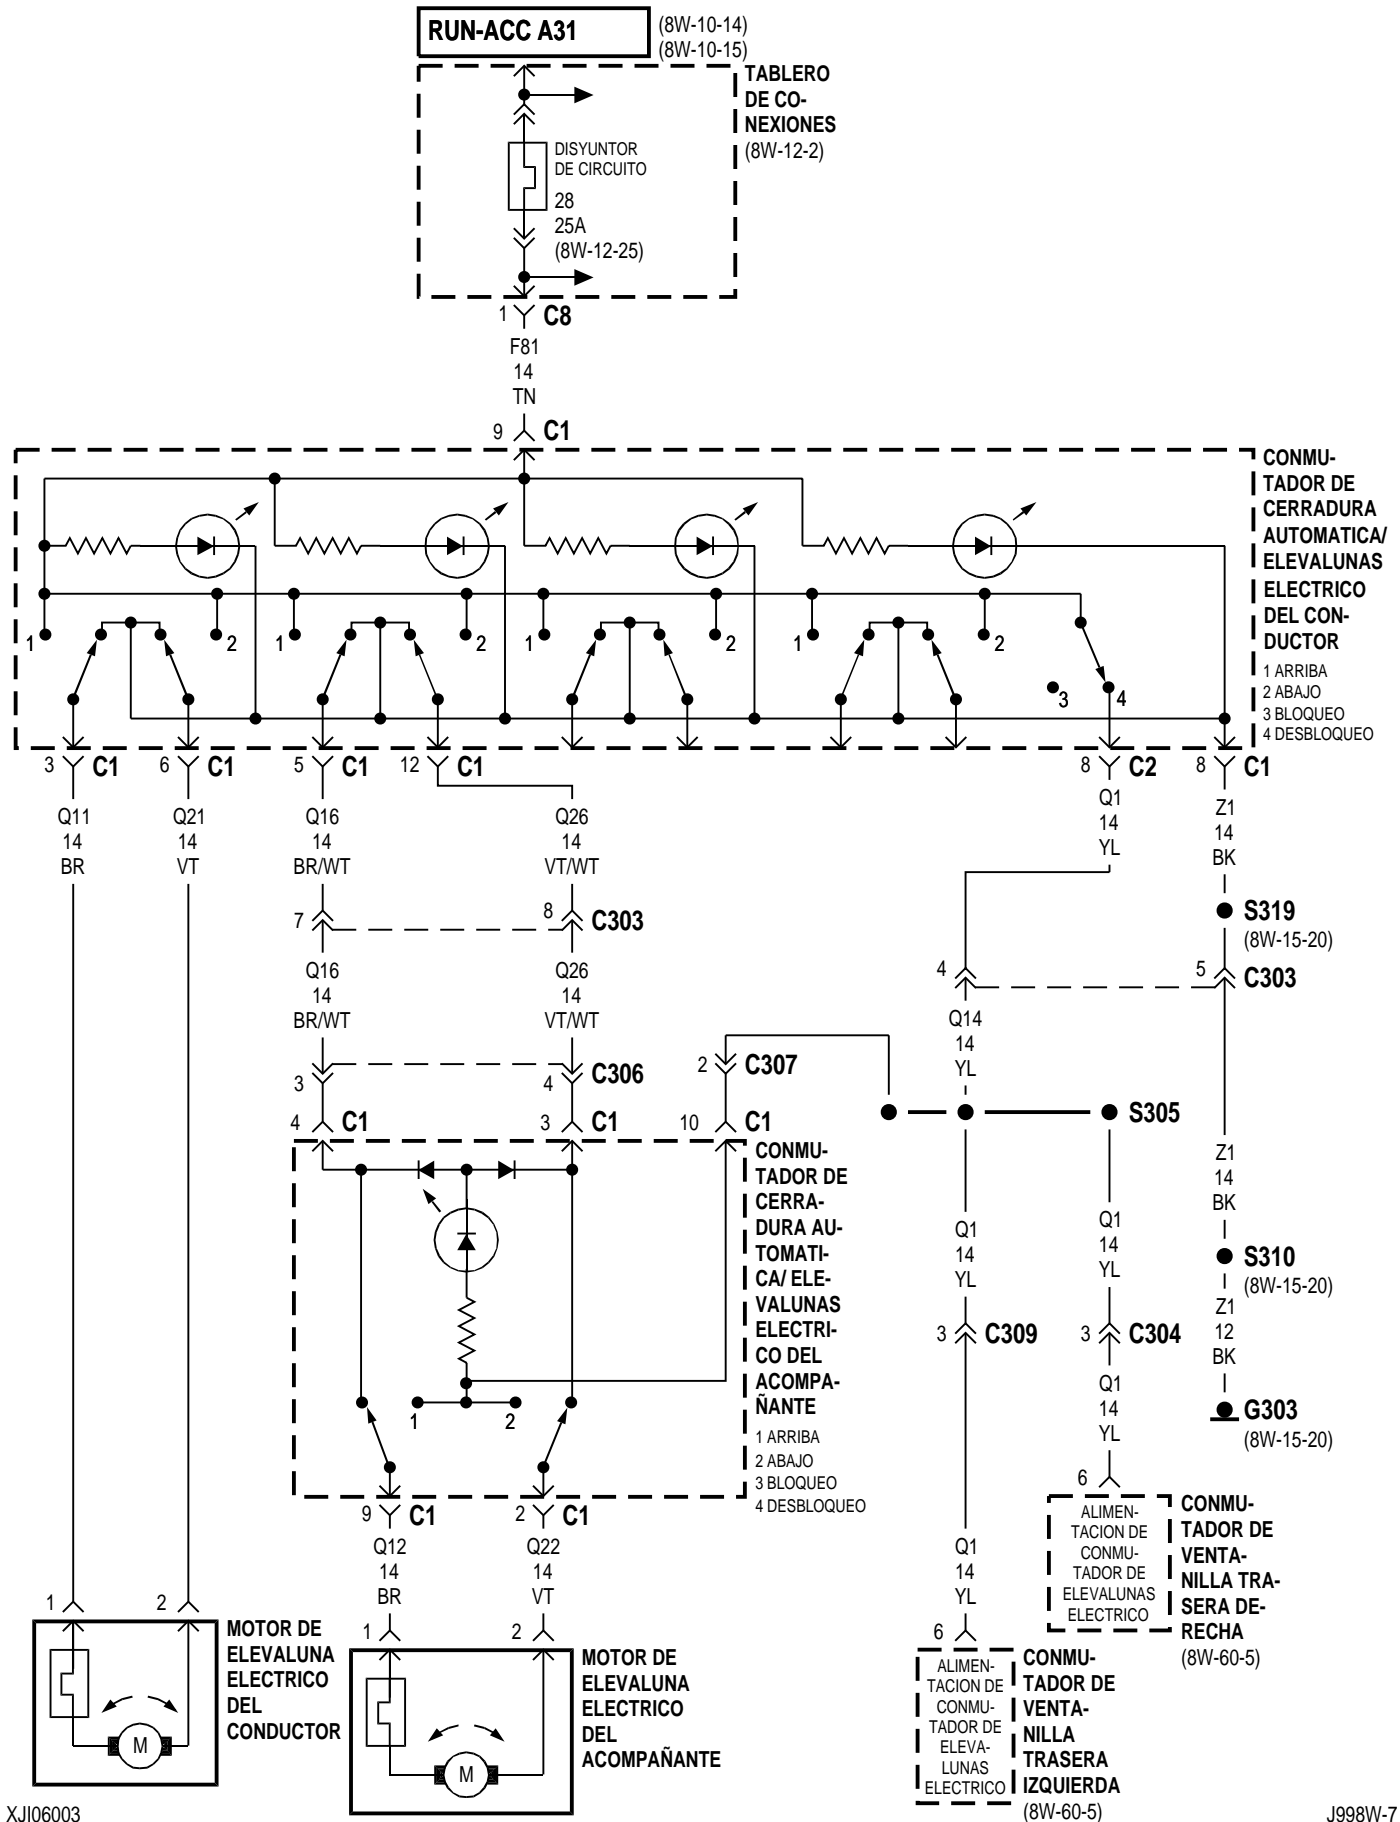 RUN-ACC A31
(8W-10-14)
(8W-10-15)
TABLERO
DE CO-
NEXIONES
(8W-12-2)
DISYUNTOR
DE CIRCUITO
28
25A
(8W-12-25)
1 C8
F81
14
TN
9 C1
CONMU-
TADOR DE
CERRADURA
AUTOMATICA/
ELEVALUNAS
ELECTRICO
DEL CON-
DUCTOR
1 ARRIBA
2 ABAJO
3 BLOQUEO
4 DESBLOQUEO
1 2 1 2 1 2 1 2
3 4
3 C1 6 C1 5 C1 12 C1 8 C2 8 C1
Q11
14
BR
Q21
14
VT
Q16
14
BR/WT
Q26
14
VT/WT
Q1
14
YL
Z1
14
BK
7 8 C303
S319
(8W-15-20)
Q16
14
BR/WT
Q26
14
VT/WT
4 5 C303
Q14
14
YL
3 4 C306
2 C307
4 C1 3 C1 10 C1
S305
CONMU-
TADOR DE
CERRA-
DURA AU-
TOMATI-
CA/ ELE-
VALUNAS
ELECTRI-
CO DEL
ACOMPA-
ÑANTE
1 ARRIBA
2 ABAJO
3 BLOQUEO
4 DESBLOQUEO
1 2
Z1
14
BK
Q1
14
YL
Q1
14
YL
S310
(8W-15-20)
Z1
12
BK
3 C309
3 C304
Q1
14
YL
G303
(8W-15-20)
6
ALIMEN-
TACION DE
CONMU-
TADOR DE
ELEVALUNAS
ELECTRICO
CONMU-
TADOR DE
VENTA-
NILLA TRA-
SERA DE-
RECHA
(8W-60-5)
9 C1 2 C1
Q12
14
BR
Q22
14
VT
Q1
14
YL
1 2
MOTOR DE
ELEVALUNA
ELECTRICO
DEL
CONDUCTOR
M
1 2
MOTOR DE
ELEVALUNA
ELECTRICO
DEL
ACOMPAÑANTE
M
6
ALIMEN-
TACION DE
CONMU-
TADOR DE
ELEVA-
LUNAS
ELECTRICO
CONMU-
TADOR DE
VENTA-
NILLA
TRASERA
IZQUIERDA
(8W-60-5)
XJI06003
J998W-7